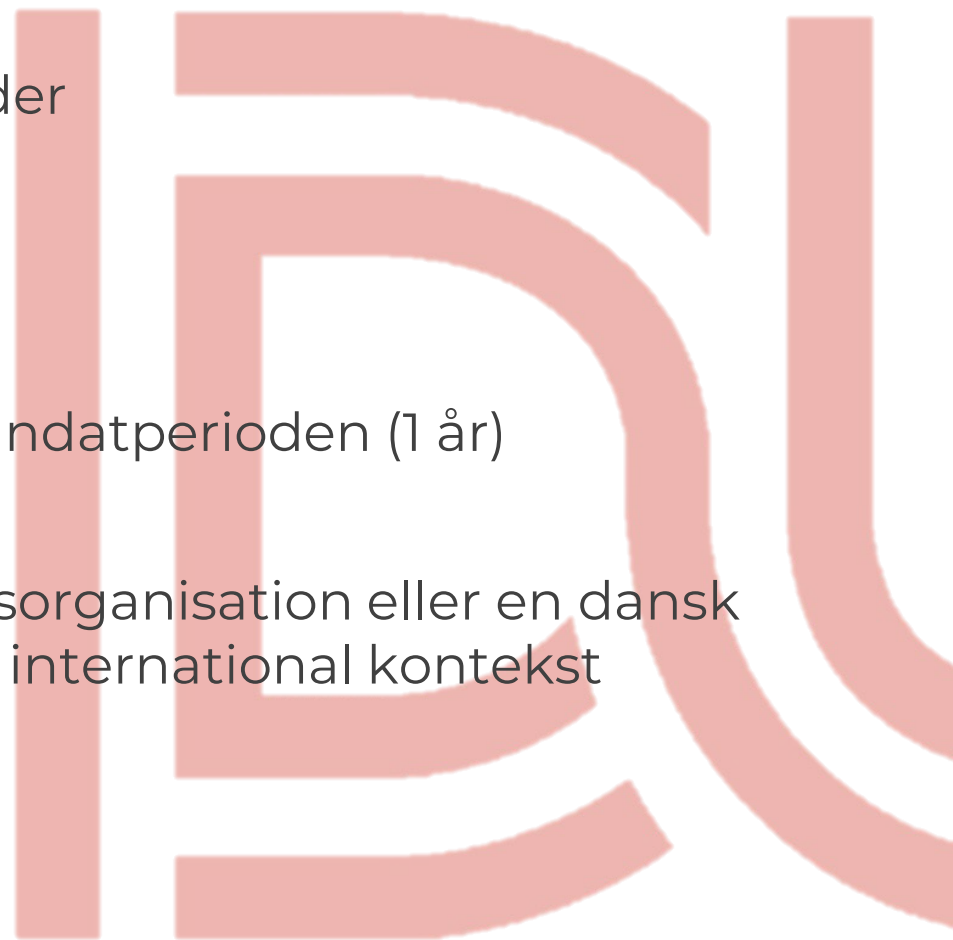 der
ndatperioden (1 år)
sorganisation eller en dansk
international kontekst